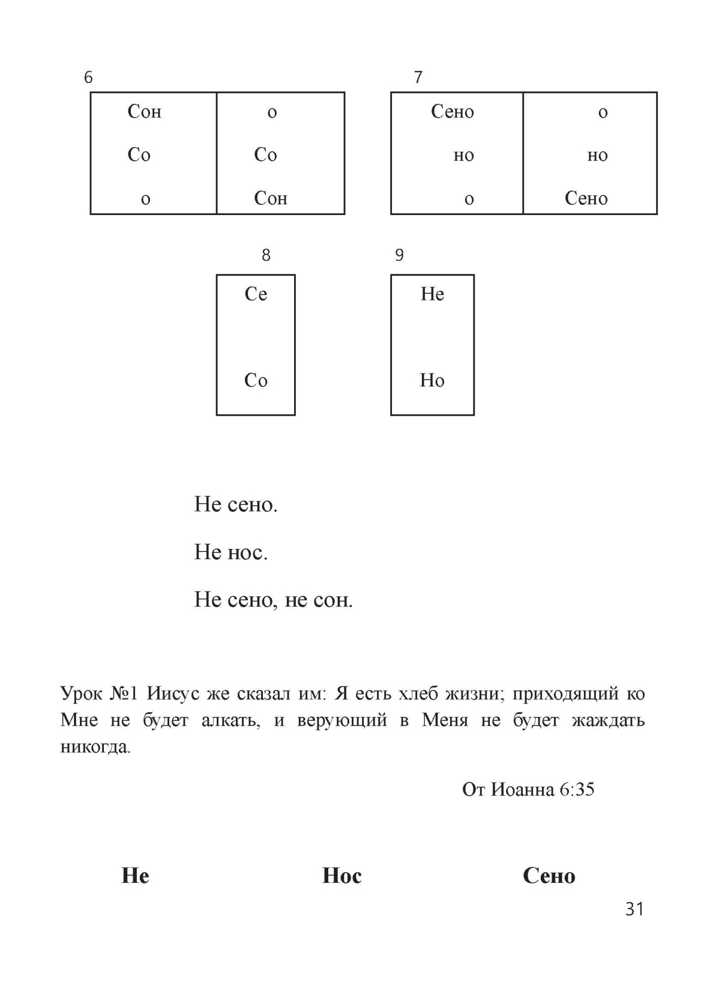 6 7
Сон о Сено о
Со Со но но
о Сон о Сено
8 9
Се Не
Со Но
Не сено.
Не нос.
Не сено, не сон.
Урок №1 Иисус же сказал им: Я есть хлеб жизни; приходящий ко
Мне не будет алкать, и верующий в Меня не будет жаждать
никогда.
От Иоанна 6:35
Не Нос Сено
31